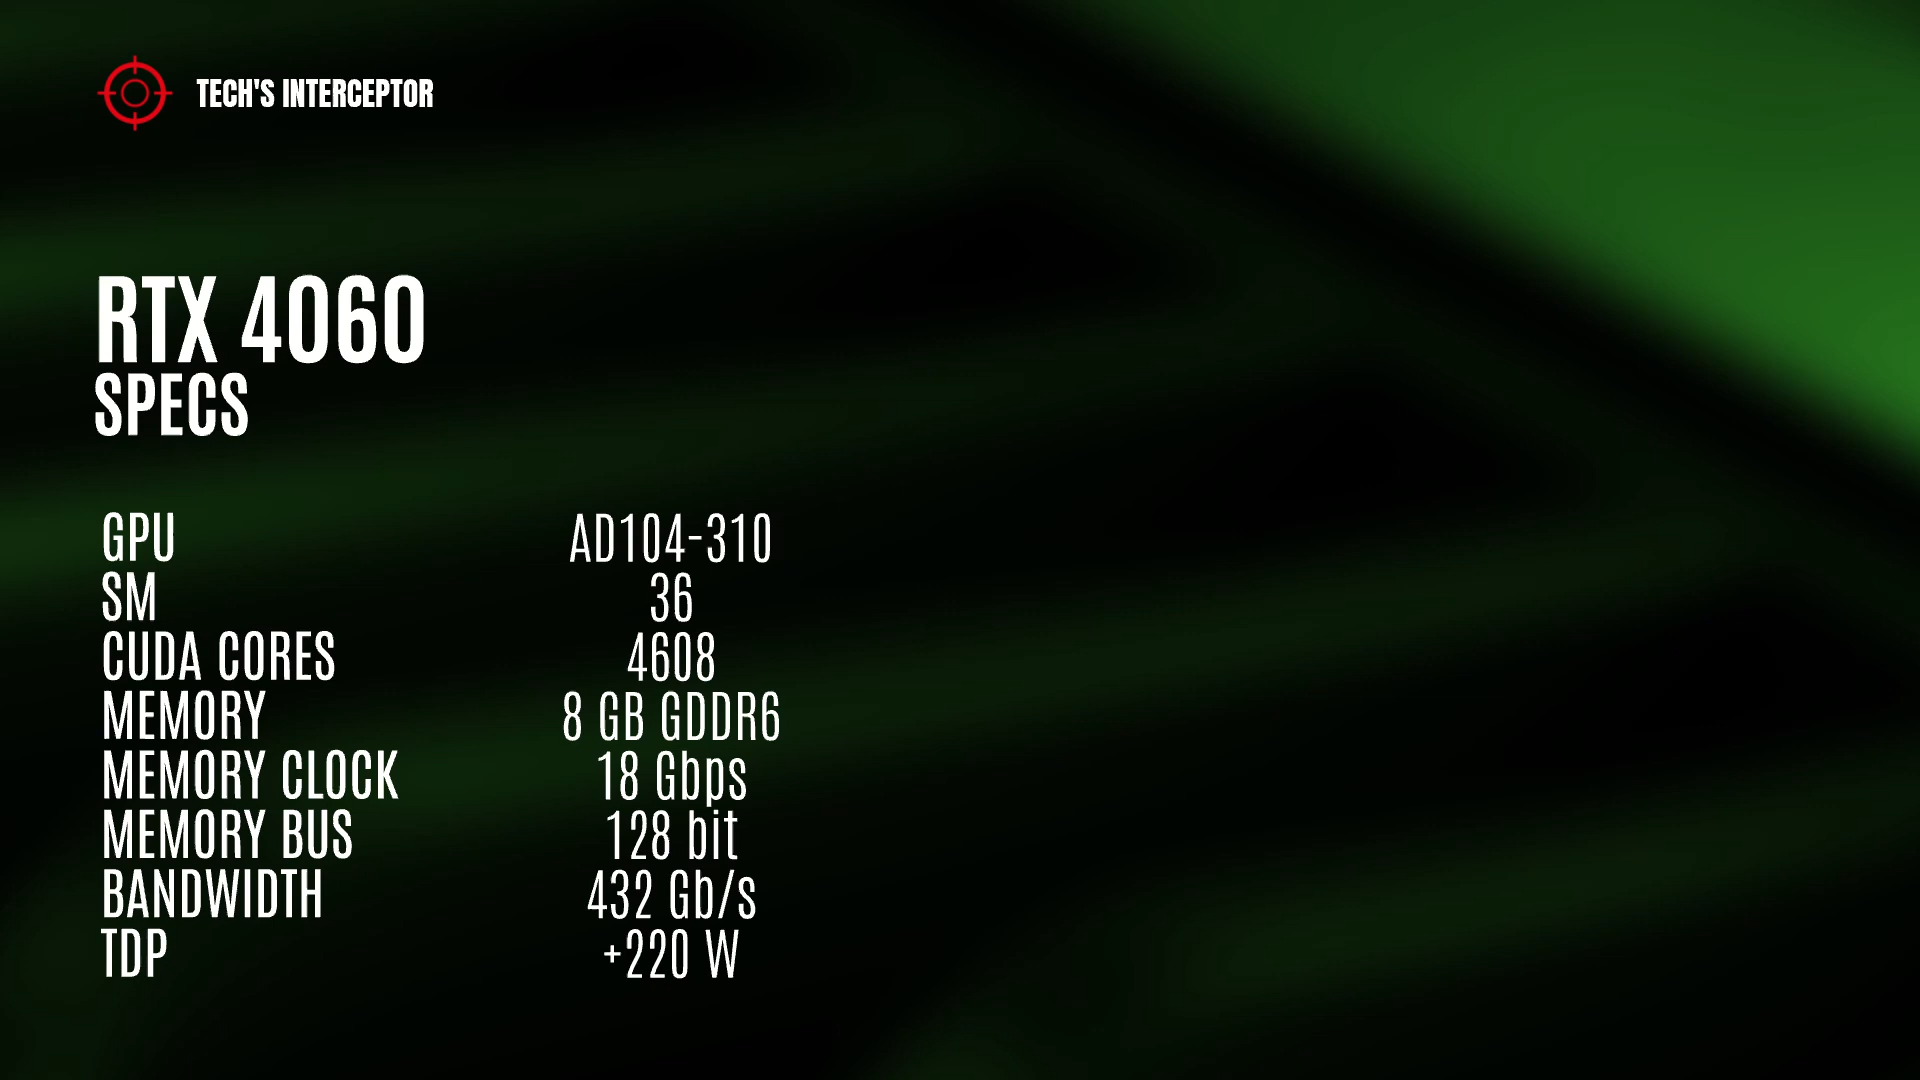 TECH'S INTERCEPTOR
RTX 4060
SPECS
GPU AD104-310
SM 36
CUDA CORES 4608
MEMORY 8 GB GDDR6
MEMORY CLOCK 18 Gbps
MEMORY BUS 128 bit
BANDWIDTH 432 Gb/s
TDP +220 W